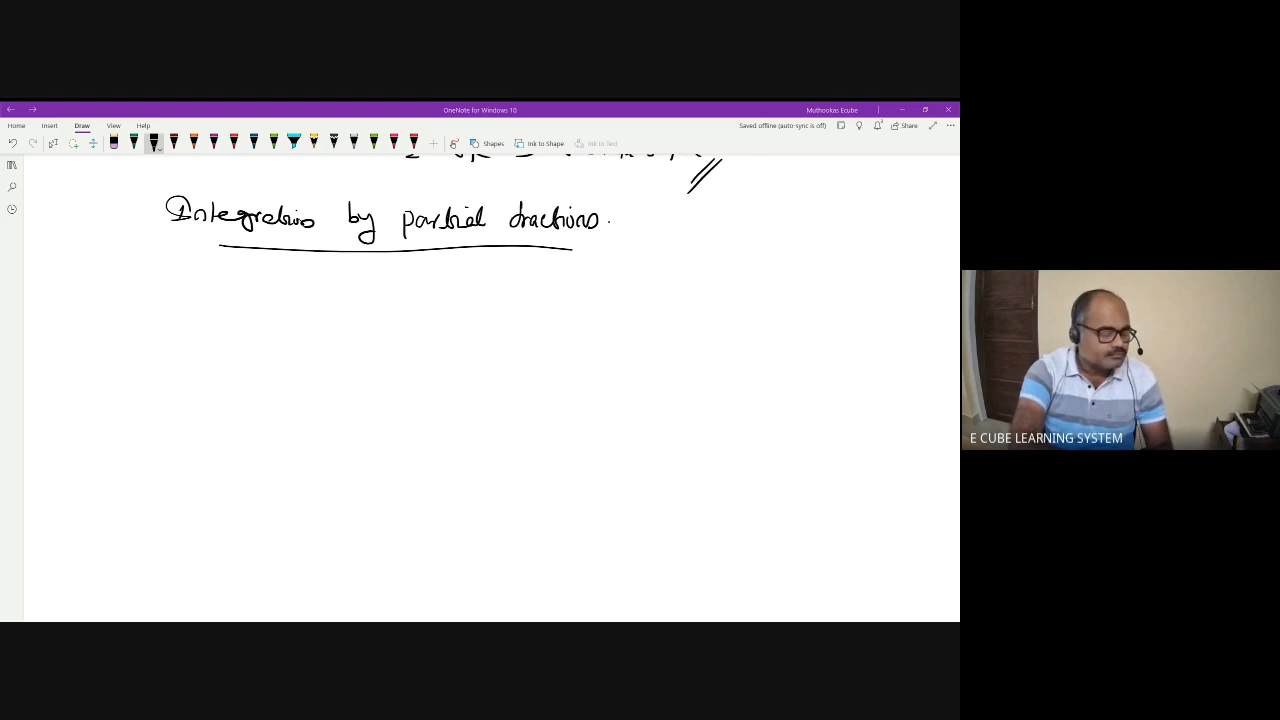 OneNote for Windows 10
Muthookas Ecube
Home Insert Draw View Help
Saved offline (auto-sync is off)
Share
Shapes
Ink to Shape
Ink to Text
Integration by partial fractions.
E CUBE LEARNING SYSTEM